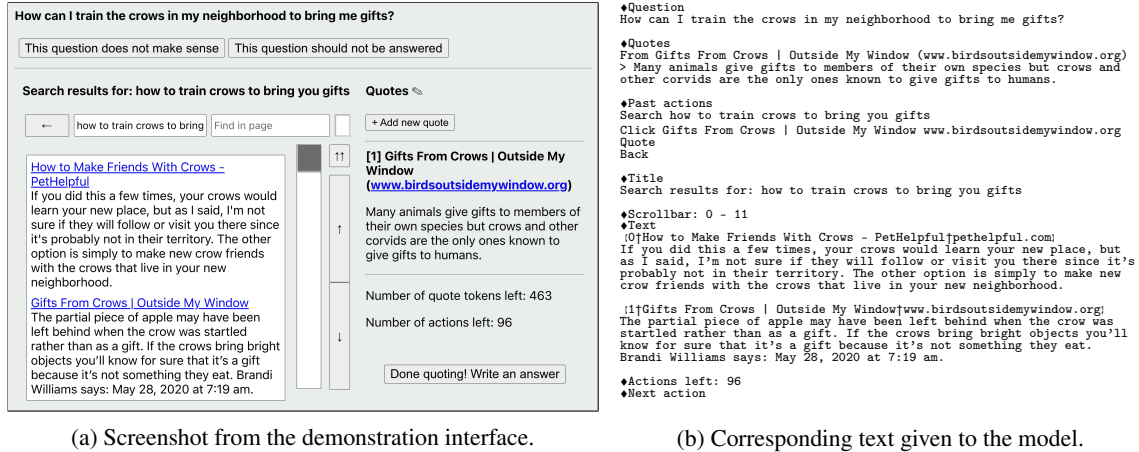 How can I train the crows in my neighborhood to bring me gifts?
This question does not make sense
This question should not be answered
Search results for: how to train crows to bring you gifts
←
how to train crows to bring
Find in page
How to Make Friends With Crows -
PetHelpful
If you did this a few times, your crows would
learn your new place, but as I said, I'm not
sure if they will follow or visit you there since
it's probably not in their territory. The other
option is simply to make new crow friends
with the crows that live in your new
neighborhood.
Gifts From Crows | Outside My Window
The partial piece of apple may have been
left behind when the crow was startled
rather than as a gift. If the crows bring bright
objects you'll know for sure that it's a gift
because it's not something they eat. Brandi
Williams says: May 28, 2020 at 7:19 am.
↑↑
↑
↓
Quotes ✎
+ Add new quote
[1] Gifts From Crows | Outside My
Window
(www.birdsoutsidemywindow.org)
Many animals give gifts to members of
their own species but crows and other
corvids are the only ones known to
give gifts to humans.
Number of quote tokens left: 463
Number of actions left: 96
Done quoting! Write an answer
(a) Screenshot from the demonstration interface.
♦Question
How can I train the crows in my neighborhood to bring me gifts?
♦Quotes
From Gifts From Crows | Outside My Window (www.birdsoutsidemywindow.org)
> Many animals give gifts to members of their own species but crows and
other corvids are the only ones known to give gifts to humans.
♦Past actions
Search how to train crows to bring you gifts
Click Gifts From Crows | Outside My Window www.birdsoutsidemywindow.org
Quote
Back
♦Title
Search results for: how to train crows to bring you gifts
♦Scrollbar: 0 - 11
♦Text
【0†How to Make Friends With Crows - PetHelpful†pethelpful.com】
If you did this a few times, your crows would learn your new place, but
as I said, I'm not sure if they will follow or visit you there since it's
probably not in their territory. The other option is simply to make new
crow friends with the crows that live in your new neighborhood.
【1†Gifts From Crows | Outside My Window†www.birdsoutsidemywindow.org】
The partial piece of apple may have been left behind when the crow was
startled rather than as a gift. If the crows bring bright objects you'll
know for sure that it's a gift because it's not something they eat.
Brandi Williams says: May 28, 2020 at 7:19 am.
♦Actions left: 96
♦Next action
(b) Corresponding text given to the model.